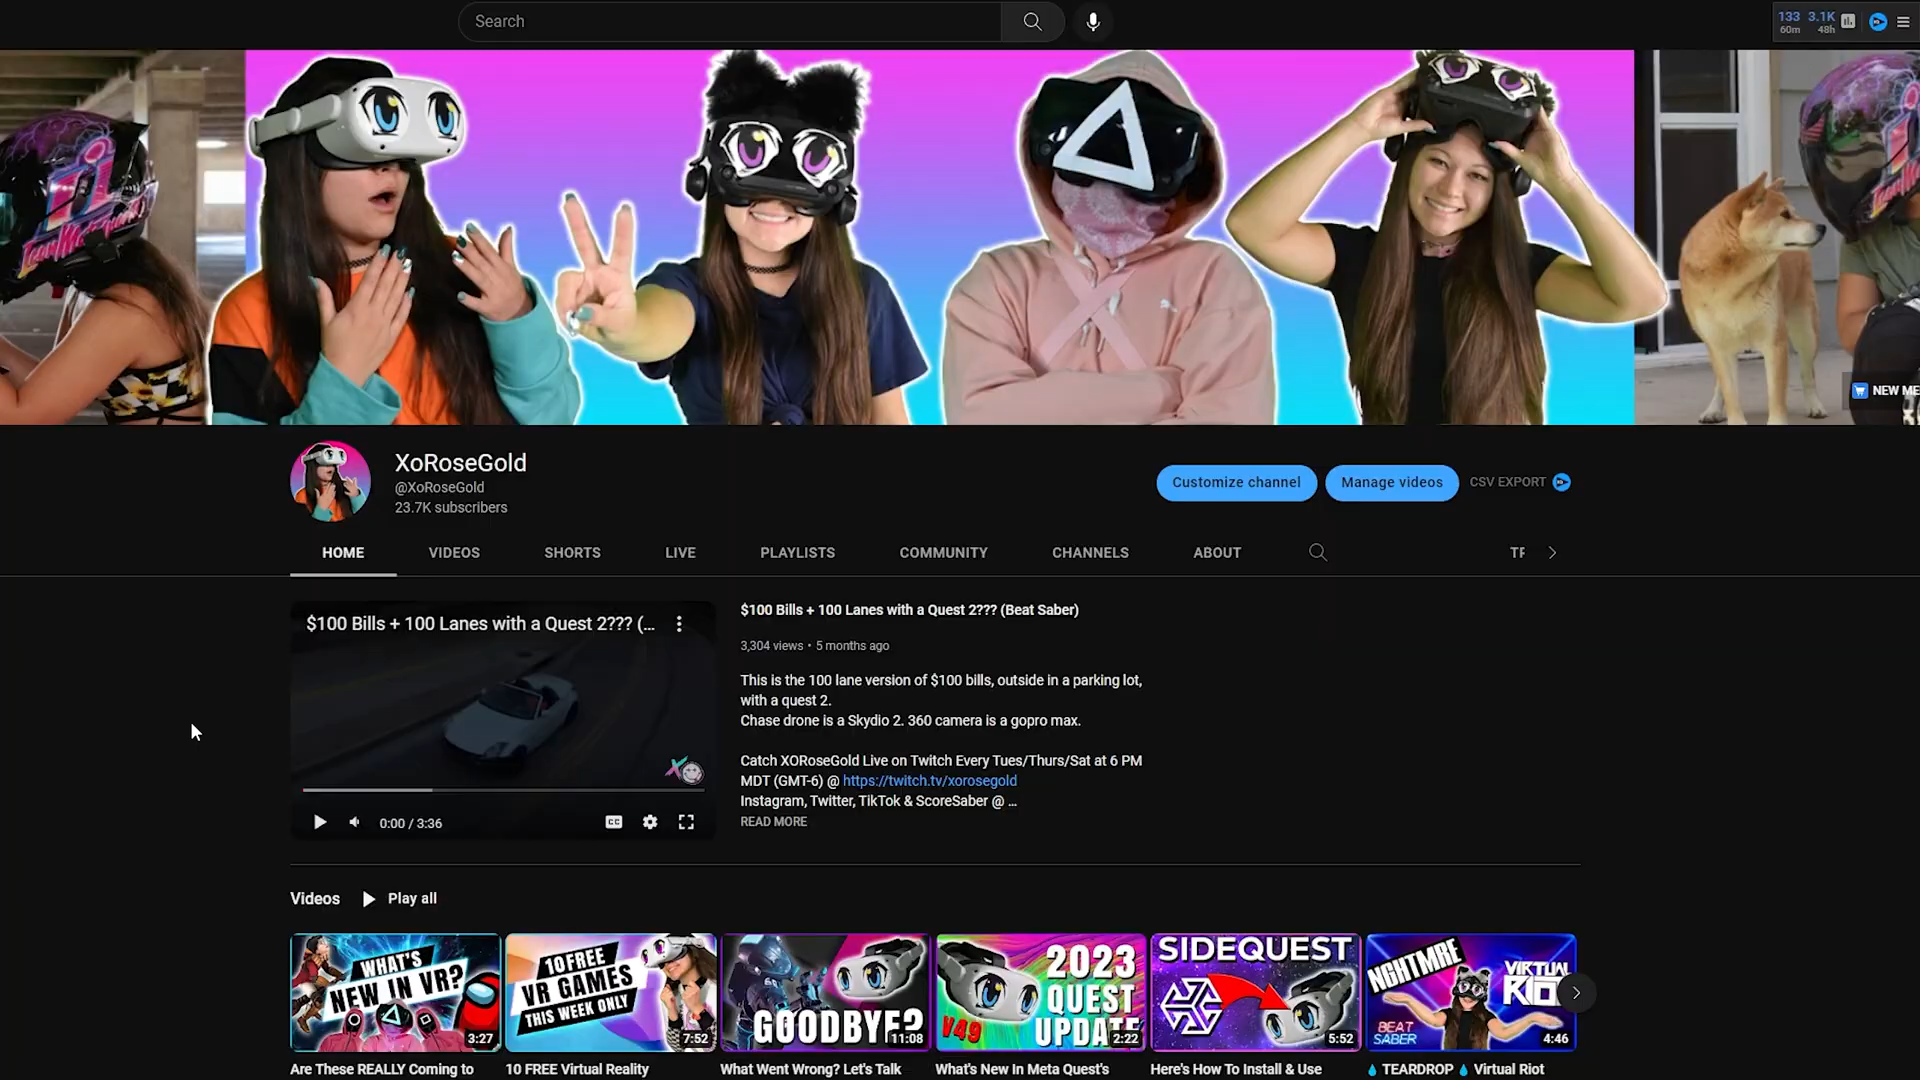 Search
133 3.1K
60m 48h
NEW ME
XoRoseGold
@XoRoseGold
23.7K subscribers
Customize channel
Manage videos
CSV EXPORT
HOME
VIDEOS
SHORTS
LIVE
PLAYLISTS
COMMUNITY
CHANNELS
ABOUT
$100 Bills + 100 Lanes with a Quest 2??? (...
0:00 / 3:36
CC
$100 Bills + 100 Lanes with a Quest 2??? (Beat Saber)
3,304 views • 5 months ago
This is the 100 lane version of $100 bills, outside in a parking lot,
with a quest 2.
Chase drone is a Skydio 2. 360 camera is a gopro max.
Catch XORoseGold Live on Twitch Every Tues/Thurs/Sat at 6 PM
MDT (GMT-6) @ https://twitch.tv/xorosegold
Instagram, Twitter, TikTok & ScoreSaber @ ...
READ MORE
Videos
Play all
WHAT'S
NEW IN VR?
3:27
10 FREE
VR GAMES
THIS WEEK ONLY
7:52
GOODBYE?
11:08
2023
QUEST
UPDATE
V49
2:22
SIDEQUEST
5:52
NGHTMRE
VIRTUAL
RIOT
BEAT
SABER
4:46
Are These REALLY Coming to
10 FREE Virtual Reality
What Went Wrong? Let's Talk
What's New In Meta Quest's
Here's How To Install & Use
💧 TEARDROP 💧 Virtual Riot